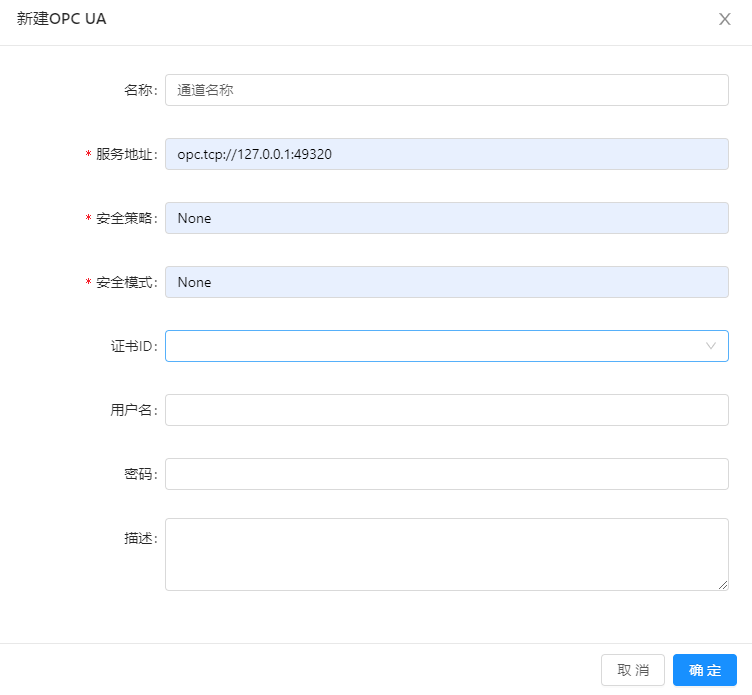 新建OPC UA
名称: 通道名称
* 服务地址: opc.tcp://127.0.0.1:49320
* 安全策略: None
* 安全模式: None
证书ID:
用户名:
密码:
描述:
取 消 确 定